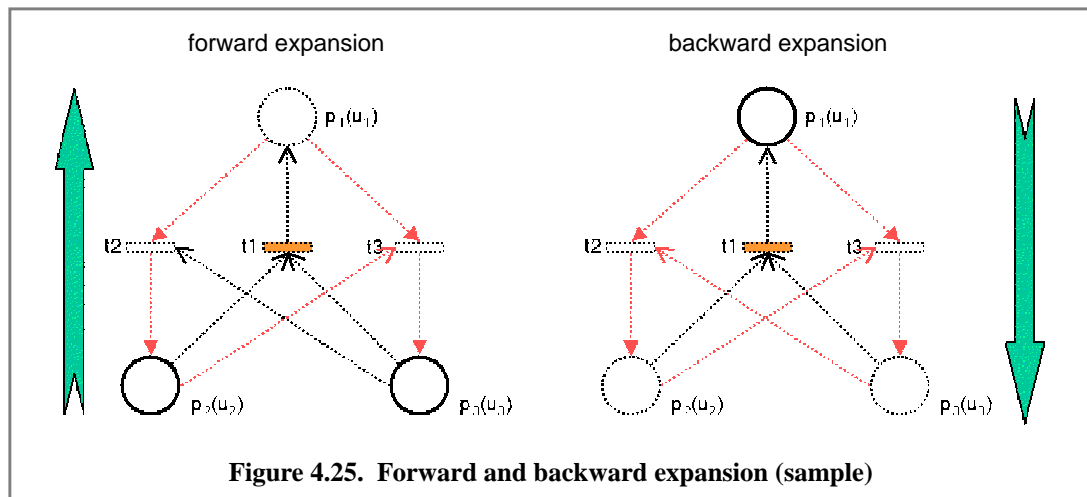 forward expansion
backward expansion
p₁(u₁)
p₁(u₁)
t2
t1
t3
t2
t1
t3
p₂(u₂)
p₃(u₃)
p₂(u₂)
p₃(u₃)
Figure 4.25. Forward and backward expansion (sample)